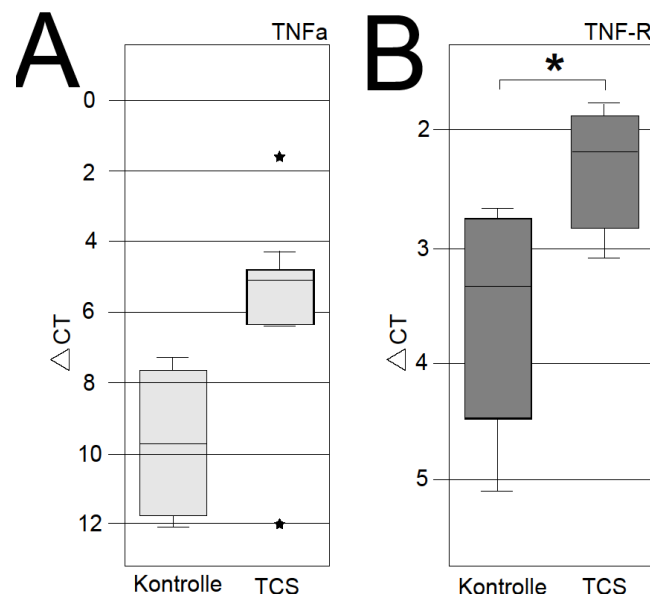 A
TNFa
0
2
4
6
8
10
12
△CT
Kontrolle TCS
B
TNF-R
*
2
3
4
5
△CT
Kontrolle TCS